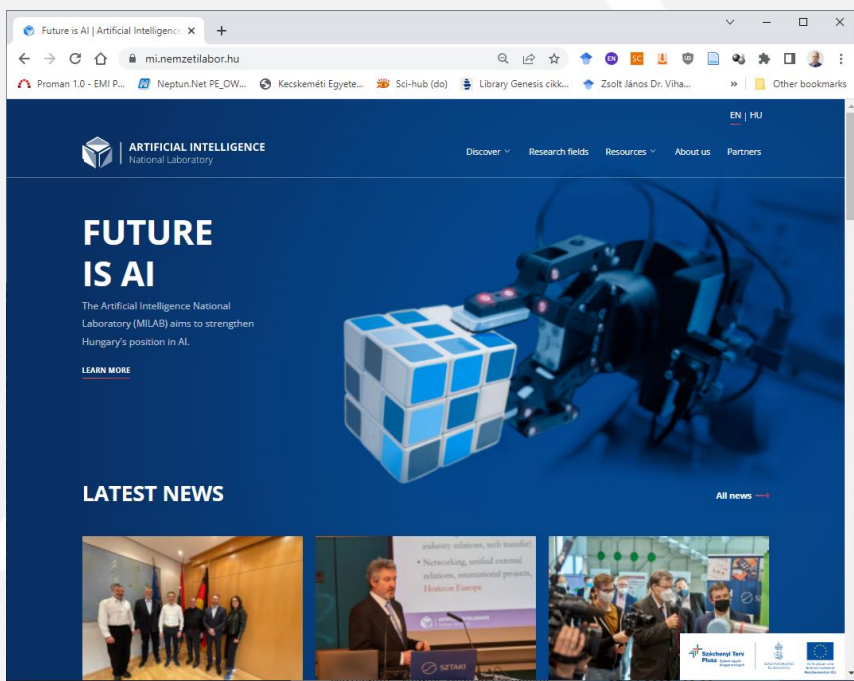 Future is AI | Artificial Intelligence
mi.nemzetilabor.hu
Proman 1.0 - EMI P...
Neptun.Net PE_OW...
Kecskeméti Egyete...
Sci-hub (do)
Library Genesis cikk...
Zsolt János Dr. Viha...
»
Other bookmarks
EN | HU
ARTIFICIAL INTELLIGENCE
National Laboratory
Discover
Research fields
Resources
About us
Partners
FUTURE
IS AI
The Artificial Intelligence National
Laboratory (MILAB) aims to strengthen
Hungary's position in AI.
LEARN MORE
LATEST NEWS
All news
industry relations, tech transfer)
• Networking, unified external
relations, international projects,
Horizon Europe
SZTAKI
Széchenyi Terv
Plusz